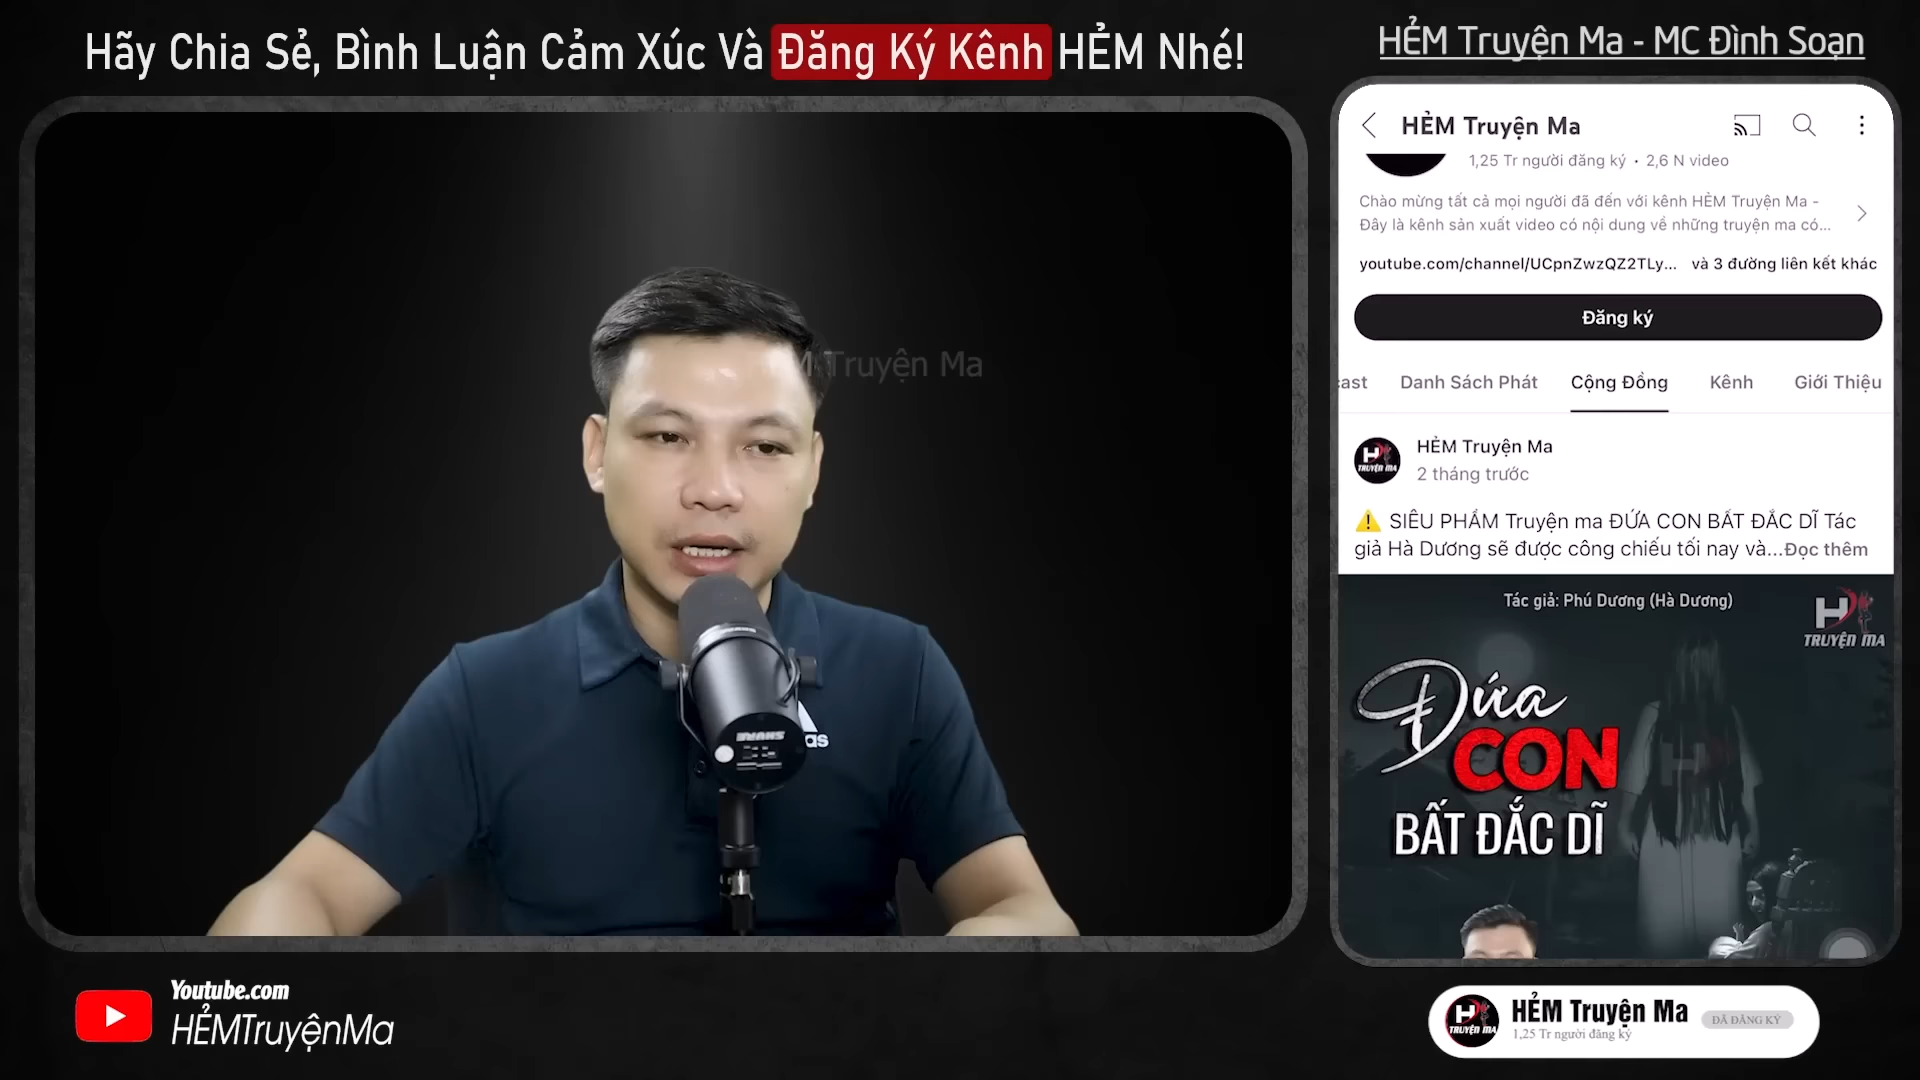 Hãy Chia Sẻ, Bình Luận Cảm Xúc Và Đăng Ký Kênh HẺM Nhé!
HẺM Truyện Ma - MC Đình Soạn
HẺM Truyện Ma
1,25 Tr người đăng ký • 2,6 N video
Chào mừng tất cả mọi người đã đến với kênh HẺM Truyện Ma -
Đây là kênh sản xuất video có nội dung về những truyện ma có...
youtube.com/channel/UCpnZwzQZ2TLy... và 3 đường liên kết khác
Đăng ký
cast Danh Sách Phát Cộng Đồng Kênh Giới Thiệu
HẺM Truyện Ma
2 tháng trước
H TRUYỆN MA
⚠️ SIÊU PHẨM Truyện ma ĐỨA CON BẤT ĐẮC DĨ Tác
giả Hà Dương sẽ được công chiếu tối nay và...Đọc thêm
Tác giả: Phú Dương (Hà Dương)
H
TRUYỆN MA
Đứa
CON
BẤT ĐẮC DĨ
M Truyện Ma
SHURE
as
Youtube.com
HẺMTruyệnMa
H TRUYỆN MA
HẺM Truyện Ma
1,25 Tr người đăng ký
ĐÃ ĐĂNG KÝ